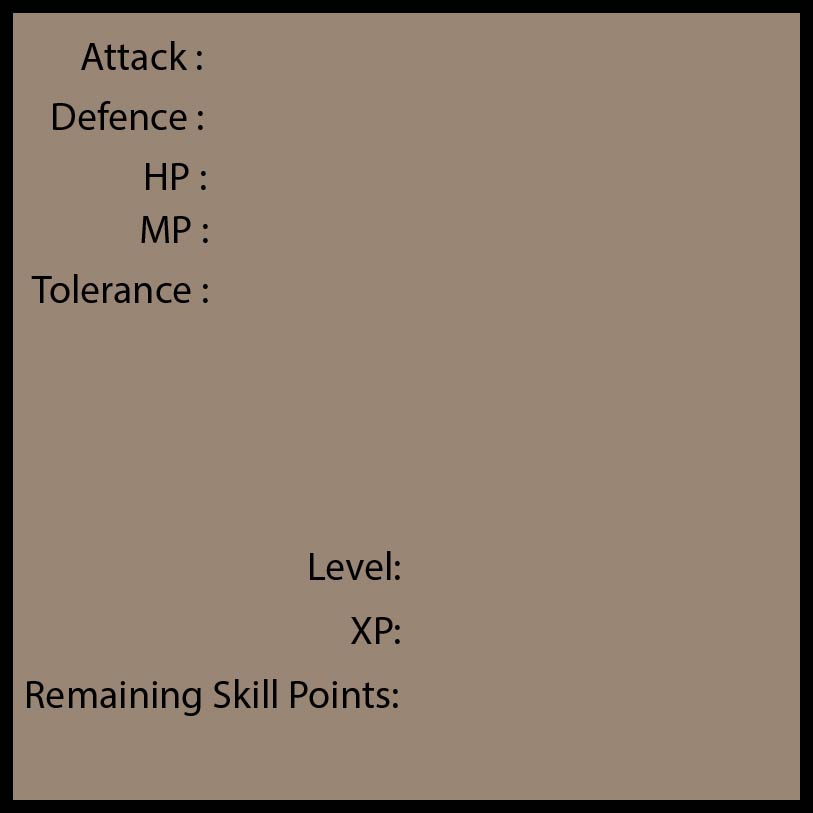 Attack :
Defence :
HP :
MP :
Tolerance :
Level:
XP:
Remaining Skill Points: